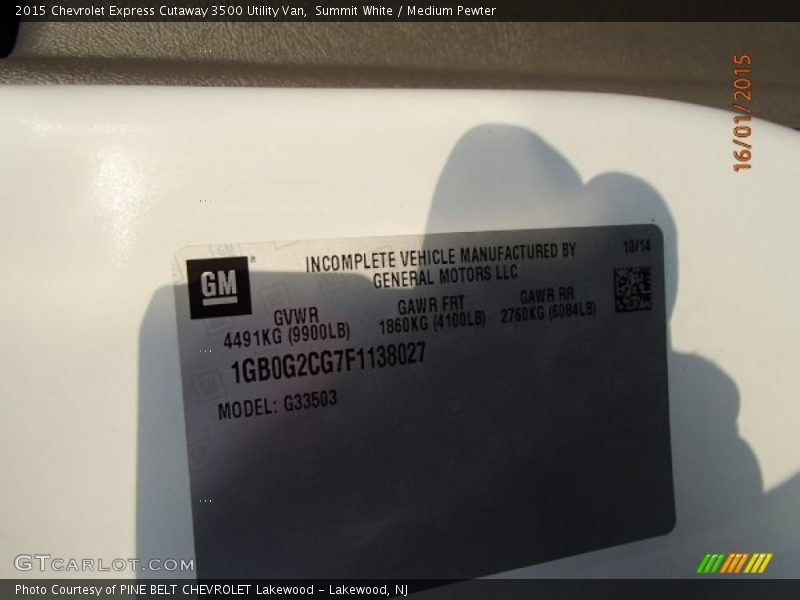 2015 Chevrolet Express Cutaway 3500 Utility Van, Summit White / Medium Pewter
16/01/2015
GM
INCOMPLETE VEHICLE MANUFACTURED BY
GENERAL MOTORS LLC
10/14
GVWR GAWR FRT GAWR RR
4491KG (9900LB) 1860KG (4100LB) 2760KG (6084LB)
1GB0G2CG7F1138027
MODEL: G33503
GTCARLOT.COM
Photo Courtesy of PINE BELT CHEVROLET Lakewood - Lakewood, NJ